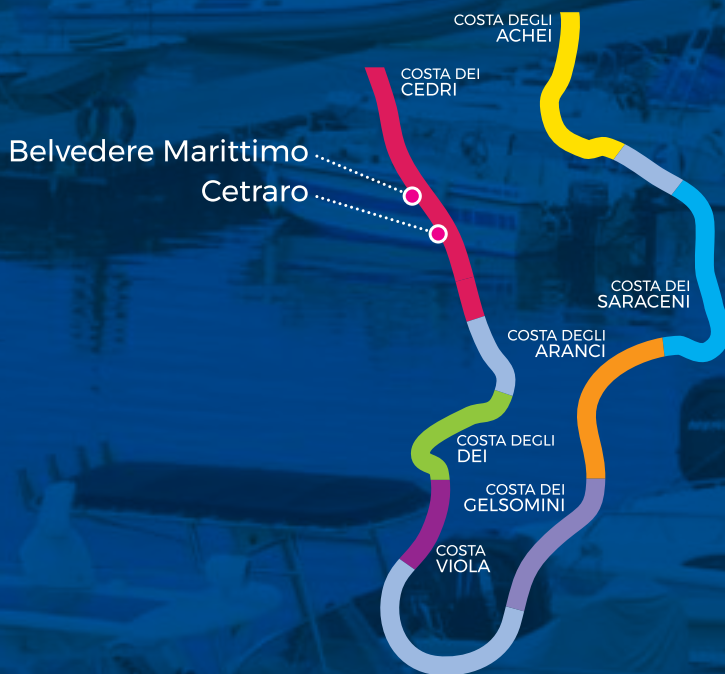 COSTA DEGLI
ACHEI
COSTA DEI
CEDRI
Belvedere Marittimo
Cetraro
COSTA DEI
SARACENI
COSTA DEGLI
ARANCI
COSTA DEGLI
DEI
COSTA DEI
GELSOMINI
COSTA
VIOLA